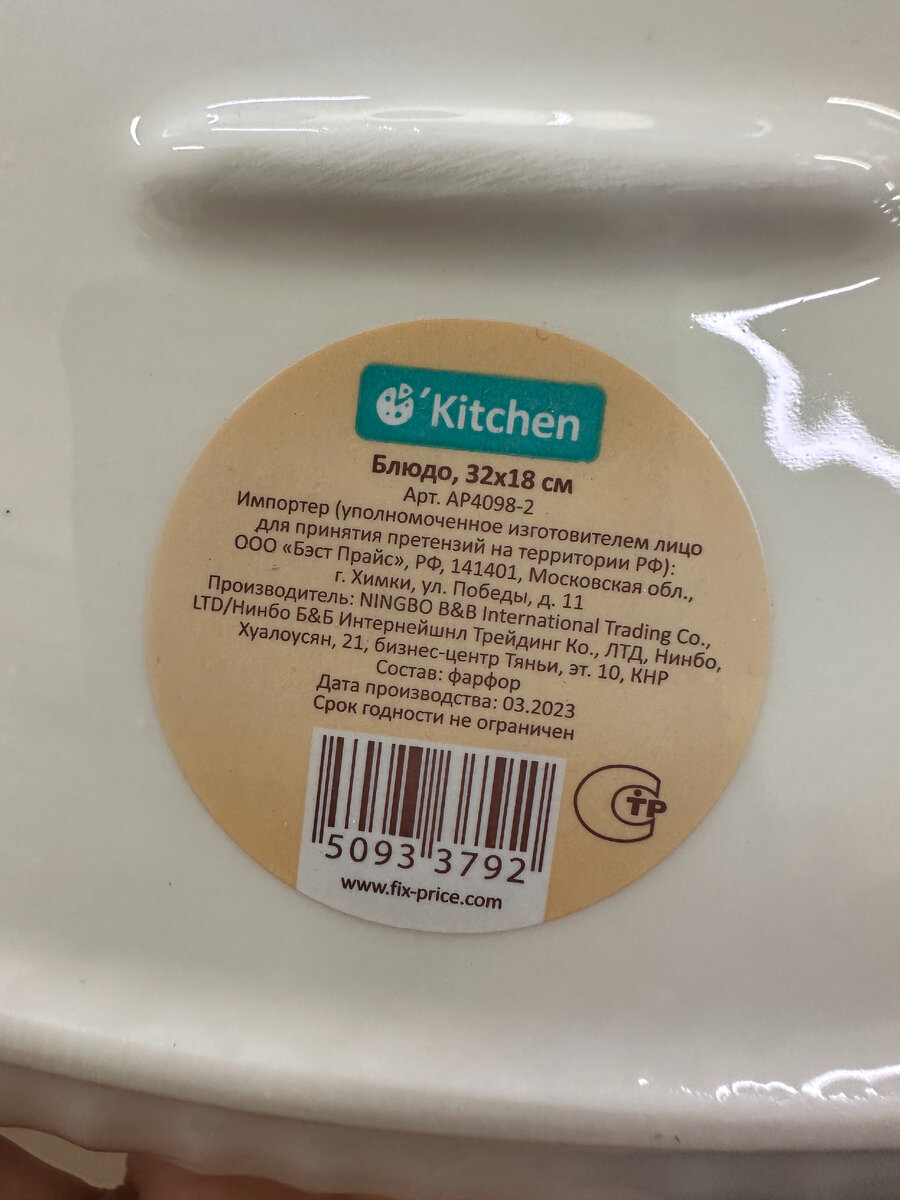 'Kitchen
Блюдо, 32х18 см
Арт. АР4098-2
Импортер (уполномоченное изготовителем лицо
для принятия претензий на территории РФ):
ООО «Бэст Прайс», РФ, 141401, Московская обл.,
г. Химки, ул. Победы, д. 11
Производитель: NINGBO B&B International Trading Co.,
LTD/Нинбо Б&Б Интернейшнл Трейдинг Ко., ЛТД, Нинбо,
Хуалоусян, 21, бизнес-центр Тяньи, эт. 10, КНР
Состав: фарфор
Дата производства: 03.2023
Срок годности не ограничен
5093 3792
www.fix-price.com
СТР